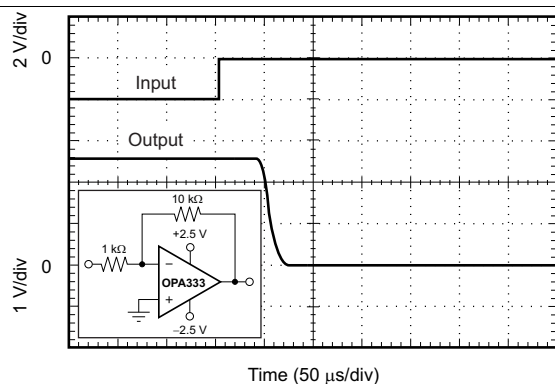 2 V/div
0
Input
Output
10 kΩ
+2.5 V
1 kΩ
−
OPA333
+
−2.5 V
0
1 V/div
Time (50 μs/div)